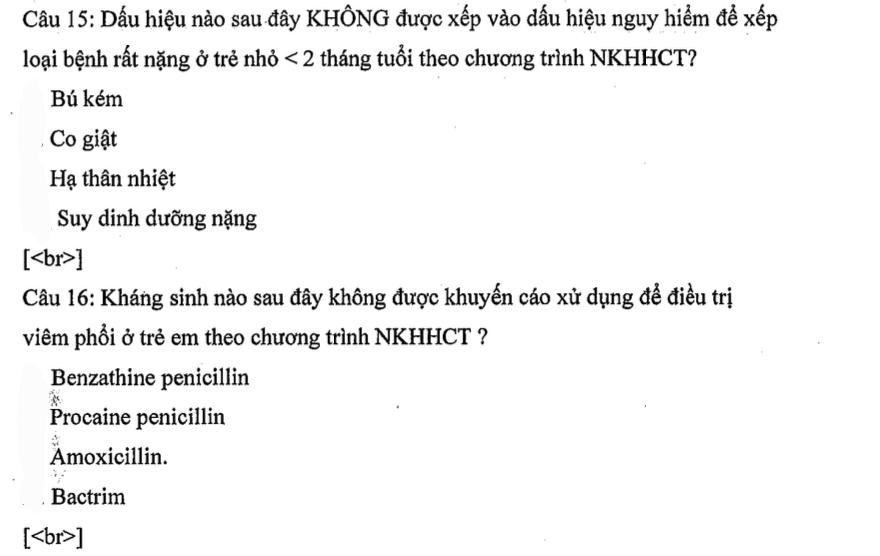 Câu 15: Dấu hiệu nào sau đây KHÔNG được xếp vào dấu hiệu nguy hiểm để xếp
loại bệnh rất nặng ở trẻ nhỏ < 2 tháng tuổi theo chương trình NKHHCT?
Bú kém
Co giật
Hạ thân nhiệt
Suy dinh dưỡng nặng
[<br>]
Câu 16: Kháng sinh nào sau đây không được khuyến cáo xử dụng để điều trị
viêm phổi ở trẻ em theo chương trình NKHHCT ?
Benzathine penicillin
Procaine penicillin
Amoxicillin.
Bactrim
[<br>]